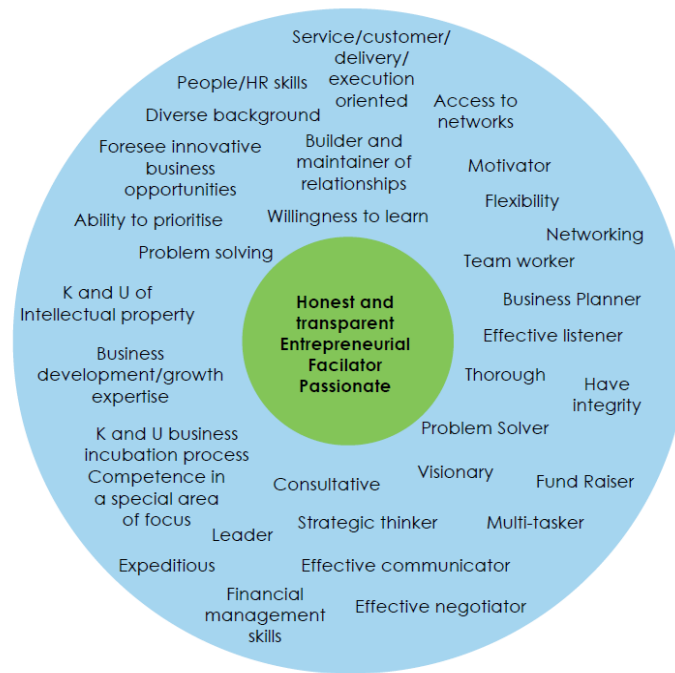 Service/customer/
delivery/
execution
oriented
People/HR skills
Access to
networks
Diverse background
Foresee innovative
business
opportunities
Builder and
maintainer of
relationships
Motivator
Flexibility
Ability to prioritise
Willingness to learn
Networking
Problem solving
Team worker
K and U of
Intellectual property
Honest and
transparent
Entrepreneurial
Facilator
Passionate
Business Planner
Effective listener
Business
development/growth
expertise
Thorough
Have
integrity
K and U business
incubation process
Competence in
a special area
of focus
Problem Solver
Consultative
Visionary
Fund Raiser
Leader
Strategic thinker
Multi-tasker
Expeditious
Effective communicator
Financial
management
skills
Effective negotiator